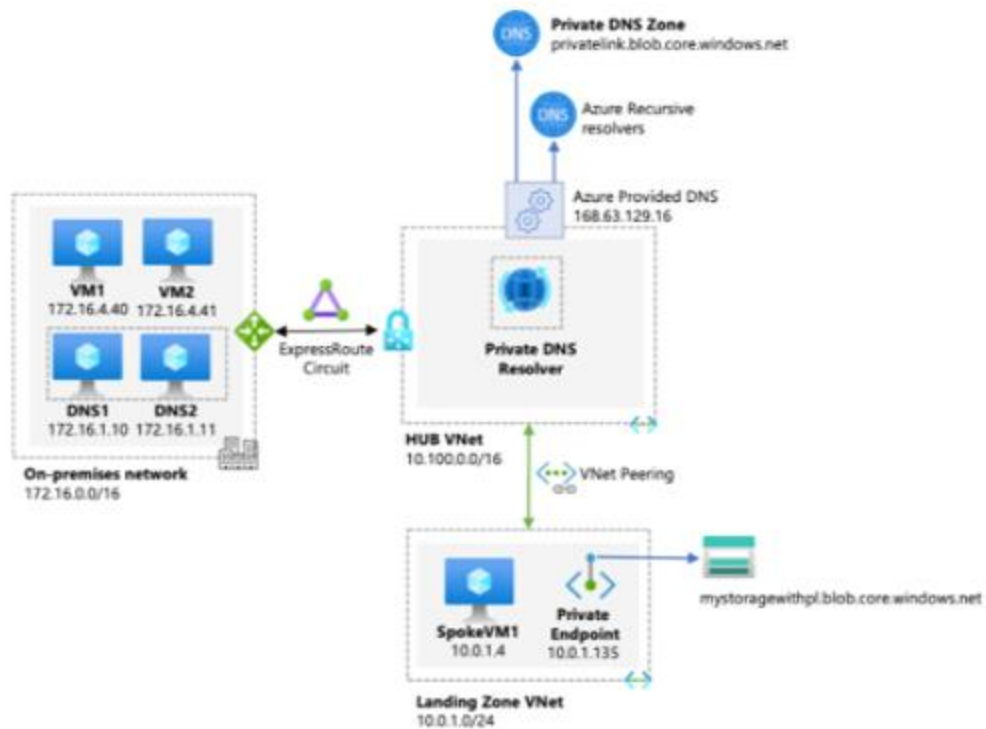 Private DNS Zone
privatelink.blob.core.windows.net
DNS
DNS
Azure Recursive
resolvers
Azure Provided DNS
168.63.129.16
VM1
172.16.4.40
VM2
172.16.4.41
DNS1
172.16.1.10
DNS2
172.16.1.11
On-premises network
172.16.0.0/16
ExpressRoute
Circuit
Private DNS
Resolver
HUB VNet
10.100.0.0/16
VNet Peering
SpokeVM1
10.0.1.4
Private
Endpoint
10.0.1.135
mystoragewithpl.blob.core.windows.net
Landing Zone VNet
10.0.1.0/24